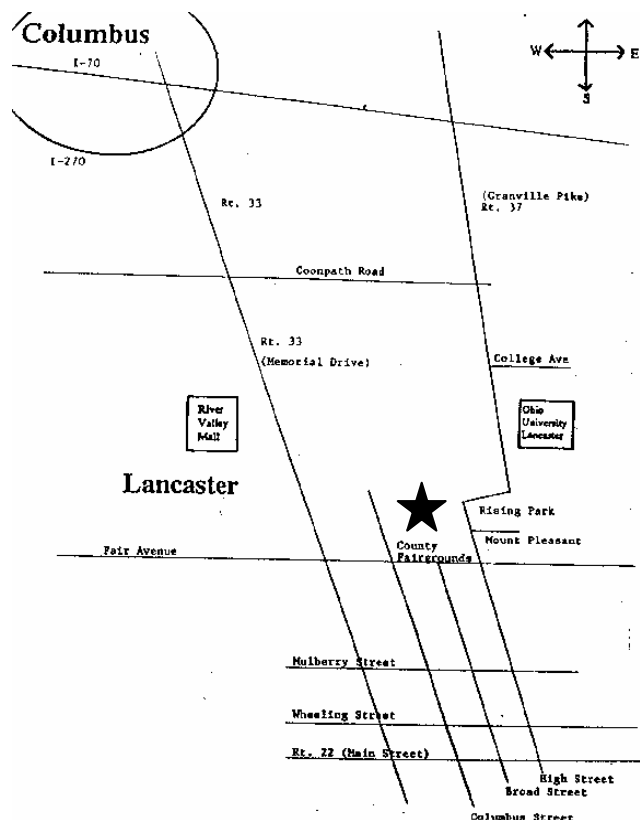 Columbus
I-70
W
E
S
I-270
(Granville Pike)
Rt. 37
Rt. 33
Coonpath Road
Rt. 33
(Memorial Drive)
College Ave
River
Valley
Mall
Ohio
University
Lancaster
Lancaster
Rising Park
Mount Pleasant
County
Fairgrounds
Fair Avenue
Mulberry Street
Wheeling Street
Rt. 22 (Main Street)
High Street
Broad Street
Columbus Street